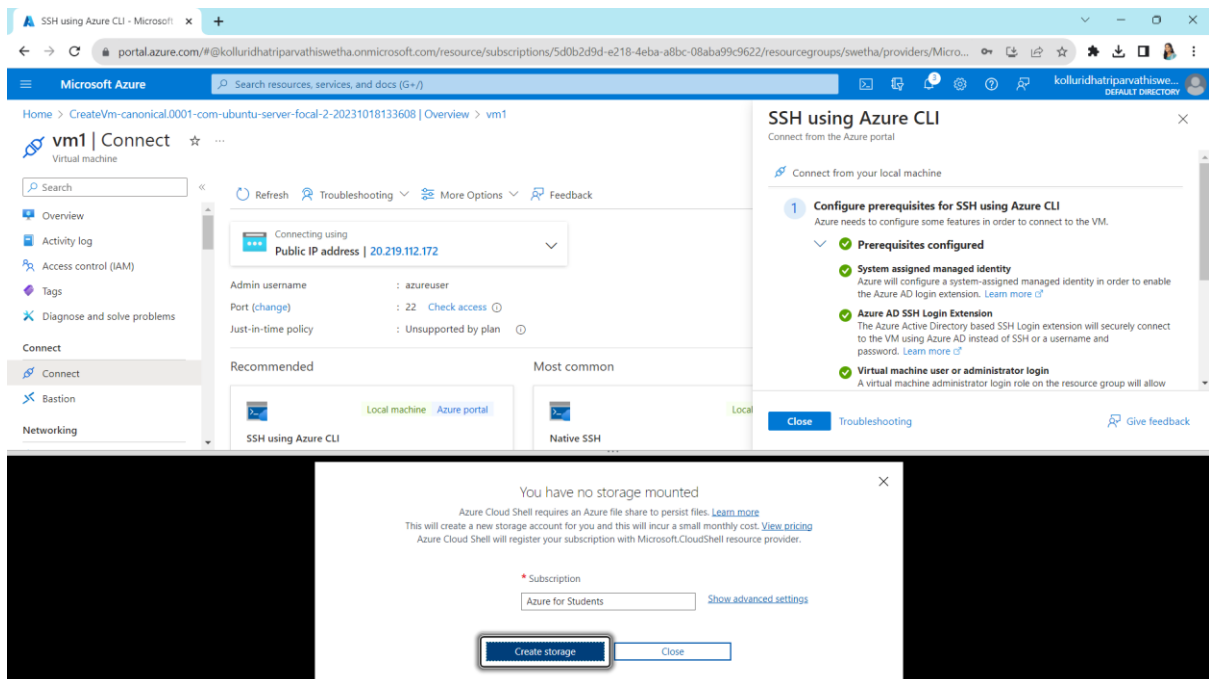 SSH using Azure CLI - Microsoft
portal.azure.com/#@kolluridhatriparvathiswetha.onmicrosoft.com/resource/subscriptions/5d0b2d9d-e218-4eba-a8bc-08aba99c9622/resourcegroups/swetha/providers/Micro...
Microsoft Azure
Search resources, services, and docs (G+/)
3
kolluridhatriparvathiswe...
DEFAULT DIRECTORY
Home > CreateVm-canonical.0001-com-ubuntu-server-focal-2-20231018133608 | Overview > vm1
vm1 | Connect
Virtual machine
Search
Overview
Activity log
Access control (IAM)
Tags
Diagnose and solve problems
Connect
Connect
Bastion
Networking
Refresh Troubleshooting More Options Feedback
Connecting using
Public IP address | 20.219.112.172
Admin username : azureuser
Port (change) : 22 Check access
Just-in-time policy : Unsupported by plan
Recommended
Local machine Azure portal
SSH using Azure CLI
Most common
Local
Native SSH
SSH using Azure CLI
Connect from the Azure portal
Connect from your local machine
1 Configure prerequisites for SSH using Azure CLI
Azure needs to configure some features in order to connect to the VM.
Prerequisites configured
System assigned managed identity
Azure will configure a system-assigned managed identity in order to enable
the Azure AD login extension. Learn more
Azure AD SSH Login Extension
The Azure Active Directory based SSH Login extension will securely connect
to the VM using Azure AD instead of SSH or a username and
password. Learn more
Virtual machine user or administrator login
A virtual machine administrator login role on the resource group will allow
Close Troubleshooting Give feedback
You have no storage mounted
Azure Cloud Shell requires an Azure file share to persist files. Learn more
This will create a new storage account for you and this will incur a small monthly cost. View pricing
Azure Cloud Shell will register your subscription with Microsoft.CloudShell resource provider.
* Subscription
Azure for Students Show advanced settings
Create storage Close